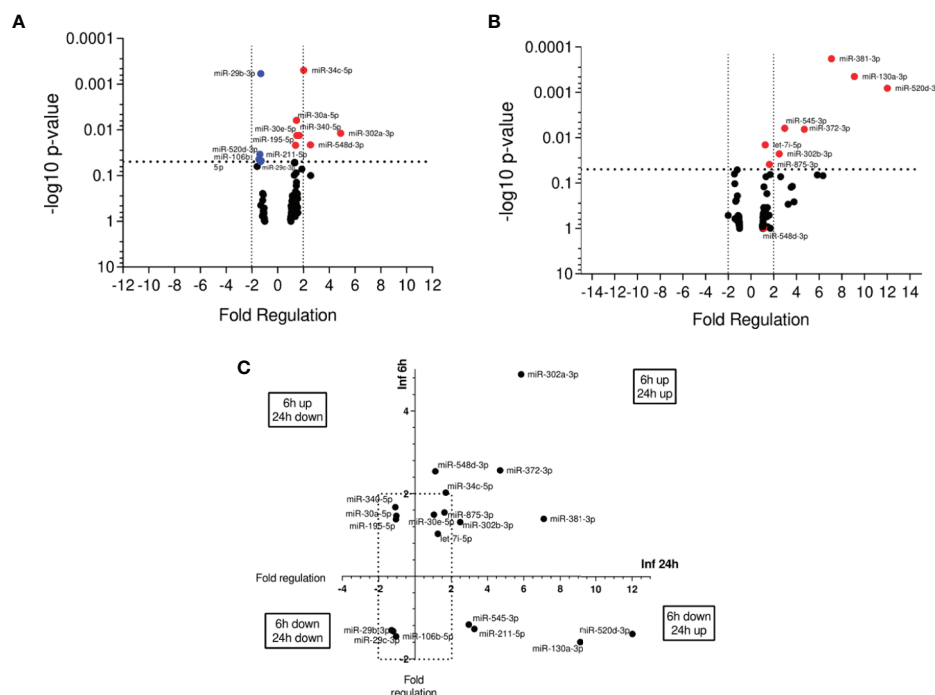 A
-log10 p-value
0.0001
0.001
0.01
0.1
1
10
miR-29b-3p
miR-34c-5p
miR-30a-5p
miR-30e-5p
miR-340-5p
miR-302a-3p
miR-195-5p
miR-548d-3p
miR-520d-3p
miR-211-5p
miR-106b
5p
miR-29c-3p
-12 -10 -8 -6 -4 -2 0 2 4 6 8 10 12
Fold Regulation
B
-log10 p-value
0.0001
0.001
0.01
0.1
1
10
miR-381-3p
miR-130a-3p
miR-520d-3
miR-545-3p
miR-372-3p
let-7i-5p
miR-302b-3p
miR-875-3p
miR-548d-3p
-14 -12 -10 -8 -6 -4 -2 0 2 4 6 8 10 12 14
Fold Regulation
C
Inf 6h
6h up
24h down
6h up
24h up
miR-302a-3p
4
miR-548d-3p
miR-372-3p
miR-34c-5p
2
miR-340-5p
miR-30a-5p
miR-875-3p
miR-381-3p
miR-195-5p
miR-30e-5p
miR-302b-3p
let-7i-5p
Inf 24h
Fold regulation
-4 -2 2 4 6 8 10 12
6h down
24h down
6h down
24h up
miR-545-3p
miR-29b-3p
miR-211-5p
miR-520d-3p
miR-29c-3p
miR-106b-5p
miR-130a-3p
-2
Fold
regulation